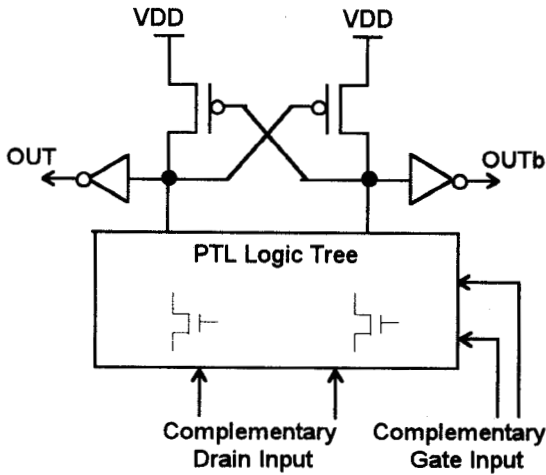 VDD
VDD
OUT
OUTb
PTL Logic Tree
Complementary
Drain Input
Complementary
Gate Input